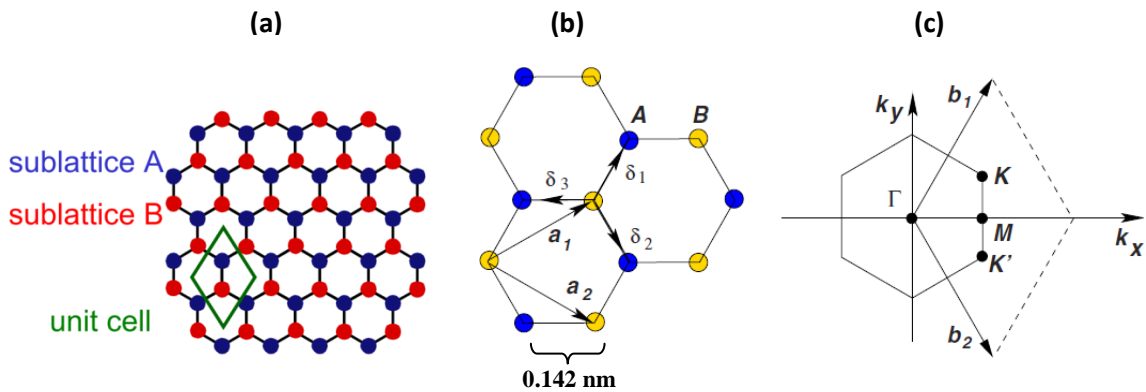 (a)
(b)
(c)
sublattice A
sublattice B
unit cell
A
B
δ1
δ2
δ3
a1
a2
0.142 nm
ky
b1
K
Γ
M
kx
K'
b2